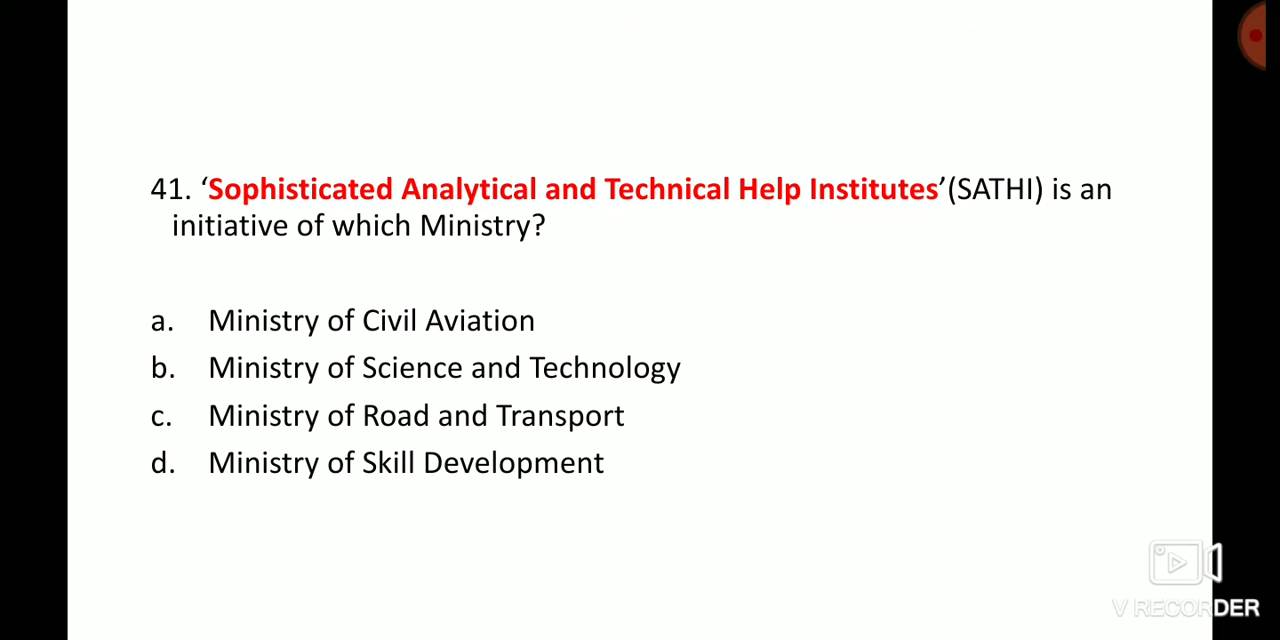 41. ‘Sophisticated Analytical and Technical Help Institutes’(SATHI) is an
initiative of which Ministry?
a. Ministry of Civil Aviation
b. Ministry of Science and Technology
c. Ministry of Road and Transport
d. Ministry of Skill Development
V RECORDER